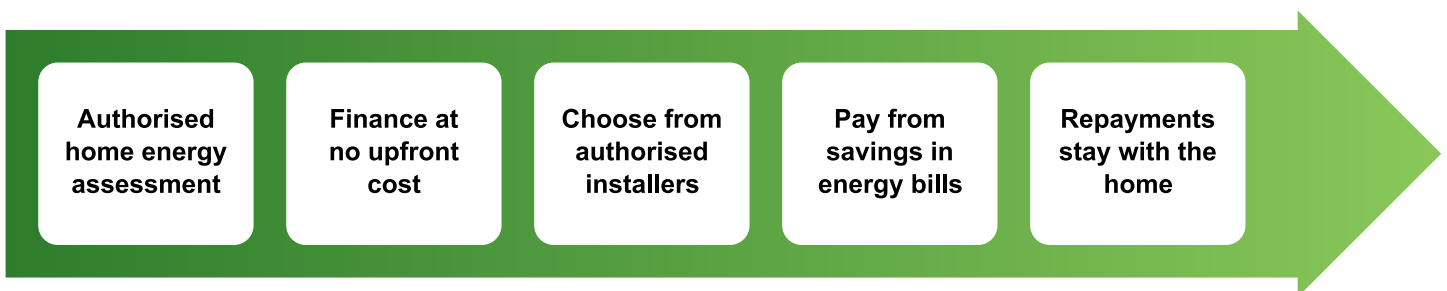 Authorised
home energy
assessment
Finance at
no upfront
cost
Choose from
authorised
installers
Pay from
savings in
energy bills
Repayments
stay with the
home